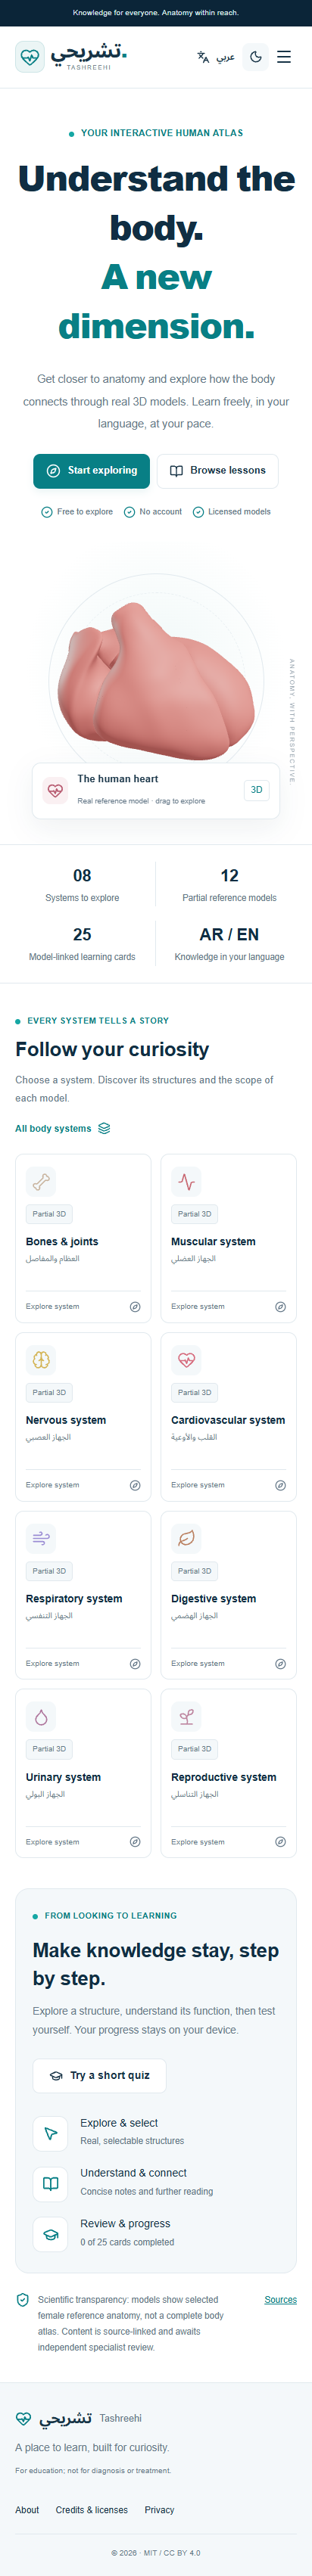 Knowledge for everyone. Anatomy within reach.
تشريحي.
TASHREEHI
عربي
YOUR INTERACTIVE HUMAN ATLAS
Understand the
body.
A new
dimension.
Get closer to anatomy and explore how the body
connects through real 3D models. Learn freely, in your
language, at your pace.
Start exploring
Browse lessons
Free to explore
No account
Licensed models
ANATOMY, WITH PERSPECTIVE.
The human heart
Real reference model · drag to explore
3D
08
Systems to explore
12
Partial reference models
25
Model-linked learning cards
AR / EN
Knowledge in your language
EVERY SYSTEM TELLS A STORY
Follow your curiosity
Choose a system. Discover its structures and the scope of
each model.
All body systems
Partial 3D
Bones & joints
العظام والمفاصل
Explore system
Partial 3D
Muscular system
الجهاز العضلي
Explore system
Partial 3D
Nervous system
الجهاز العصبي
Explore system
Partial 3D
Cardiovascular system
القلب والأوعية
Explore system
Partial 3D
Respiratory system
الجهاز التنفسي
Explore system
Partial 3D
Digestive system
الجهاز الهضمي
Explore system
Partial 3D
Urinary system
الجهاز البولي
Explore system
Partial 3D
Reproductive system
الجهاز التناسلي
Explore system
FROM LOOKING TO LEARNING
Make knowledge stay, step
by step.
Explore a structure, understand its function, then test
yourself. Your progress stays on your device.
Try a short quiz
Explore & select
Real, selectable structures
Understand & connect
Concise notes and further reading
Review & progress
0 of 25 cards completed
Scientific transparency: models show selected
female reference anatomy, not a complete body
atlas. Content is source-linked and awaits
independent specialist review.
Sources
تشريحي Tashreehi
A place to learn, built for curiosity.
For education; not for diagnosis or treatment.
About
Credits & licenses
Privacy
© 2026 · MIT / CC BY 4.0